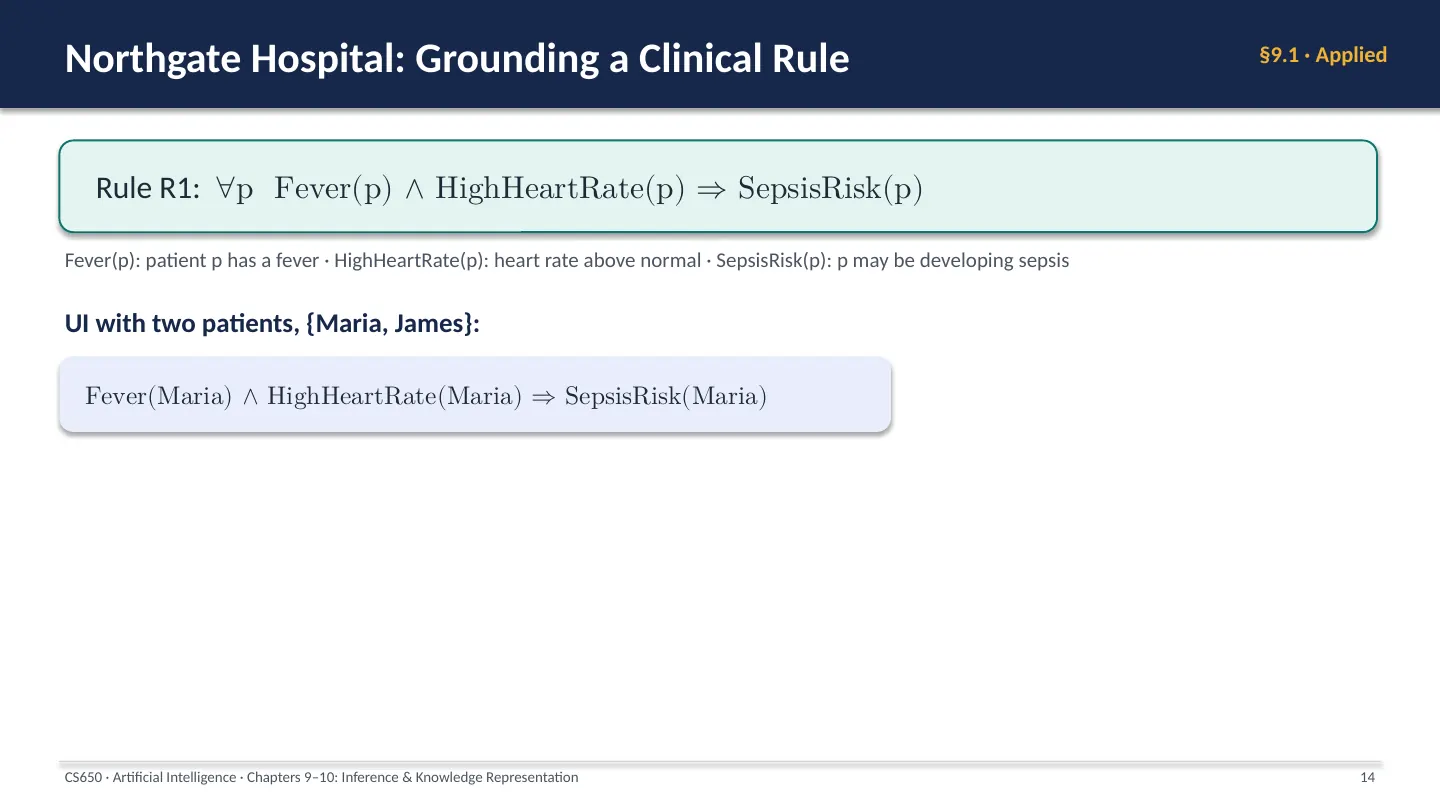 Northgate Hospital: Grounding a Clinical Rule
§9.1 · Applied
Rule R1: ∀p Fever(p) ∧ HighHeartRate(p) ⇒ SepsisRisk(p)
Fever(p): patient p has a fever · HighHeartRate(p): heart rate above normal · SepsisRisk(p): p may be developing sepsis
UI with two patients, {Maria, James}:
Fever(Maria) ∧ HighHeartRate(Maria) ⇒ SepsisRisk(Maria)
CS650 · Artificial Intelligence · Chapters 9–10: Inference & Knowledge Representation
14